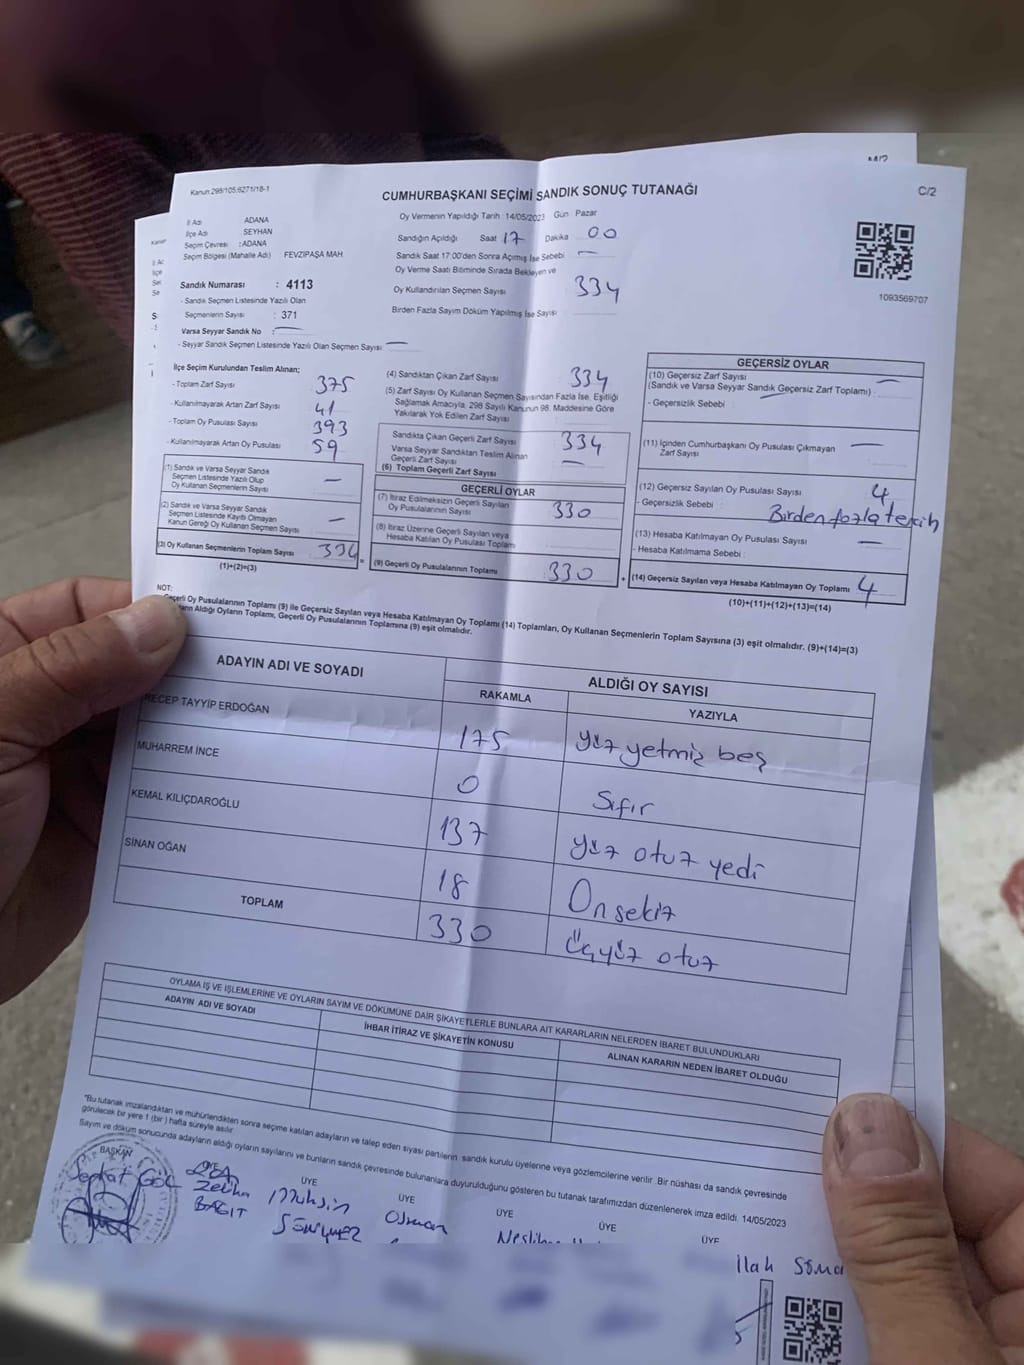 M/2
Kanun:298/105;6271/18-1
CUMHURBAŞKANI SEÇİMİ SANDIK SONUÇ TUTANAĞI
C/2
İl Adı ADANA
İlçe Adı SEYHAN
Seçim Çevresi : ADANA
Seçim Bölgesi (Mahalle Adı) FEVZİPAŞA MAH.
Sandık Numarası : 4113
- Sandık Seçmen Listesinde Yazılı Olan
Seçmenlerin Sayısı : 371
Varsa Seyyar Sandık No : —
- Seyyar Sandık Seçmen Listesinde Yazılı Olan Seçmen Sayısı —
Oy Vermenin Yapıldığı Tarih : 14/05/2023 Gün : Pazar
Sandığın Açıldığı Saat 17 Dakika 00
Sandık Saat 17.00'den Sonra Açılmış İse Sebebi —
Oy Verme Saati Bitiminde Sırada Bekleyen ve
Oy Kullandırılan Seçmen Sayısı 334
Birden Fazla Sayım Döküm Yapılmış İse Sayısı
1093569707
İlçe Seçim Kurulundan Teslim Alınan;
- Toplam Zarf Sayısı 375
- Kullanılmayarak Artan Zarf Sayısı 41
- Toplam Oy Pusulası Sayısı 393
- Kullanılmayarak Artan Oy Pusulası 59
(1) Sandık ve Varsa Seyyar Sandık
Seçmen Listesinde Yazılı Olup
Oy Kullanan Seçmenlerin Sayısı —
(2) Sandık ve Varsa Seyyar Sandık
Seçmen Listesinde Kayıtlı Olmayan
Kanun Gereği Oy Kullanan Seçmen Sayısı —
(3) Oy Kullanan Seçmenlerin Toplam Sayısı 334
(1)+(2)=(3)
(4) Sandıktan Çıkan Zarf Sayısı 334
(5) Zarf Sayısı Oy Kullanan Seçmen Sayısından Fazla İse, Eşitliği
Sağlamak Amacıyla, 298 Sayılı Kanunun 98. Maddesine Göre
Yakılarak Yok Edilen Zarf Sayısı
Sandıkta Çıkan Geçerli Zarf Sayısı 334
Varsa Seyyar Sandıktan Teslim Alınan
Geçerli Zarf Sayısı —
(6) Toplam Geçerli Zarf Sayısı
GEÇERLİ OYLAR
(7) İtiraz Edilmeksizin Geçerli Sayılan
Oy Pusulalarının Sayısı 330
(8) İtiraz Üzerine Geçerli Sayılan veya
Hesaba Katılan Oy Pusulası Toplamı
(9) Geçerli Oy Pusulalarının Toplamı 330
=
+
GEÇERSİZ OYLAR
(10) Geçersiz Zarf Sayısı —
(Sandık ve Varsa Seyyar Sandık Geçersiz Zarf Toplamı)
- Geçersizlik Sebebi :
(11) İçinden Cumhurbaşkanı Oy Pusulası Çıkmayan
Zarf Sayısı —
(12) Geçersiz Sayılan Oy Pusulası Sayısı 4
- Geçersizlik Sebebi : Birden fazla tercih
(13) Hesaba Katılmayan Oy Pusulası Sayısı —
- Hesaba Katılmama Sebebi :
(14) Geçersiz Sayılan veya Hesaba Katılmayan Oy Toplamı 4
(10)+(11)+(12)+(13)=(14)
NOT:
Geçerli Oy Pusulalarının Toplamı (9) ile Geçersiz Sayılan veya Hesaba Katılmayan Oy Toplamı (14) Toplamları, Oy Kullanan Seçmenlerin Toplam Sayısına (3) eşit olmalıdır. (9)+(14)=(3)
Aldığı Oyların Toplamı, Geçerli Oy Pusulalarının Toplamına (9) eşit olmalıdır.
ADAYIN ADI VE SOYADI
ALDIĞI OY SAYISI
RAKAMLA YAZIYLA
RECEP TAYYİP ERDOĞAN 175 yüz yetmiş beş
MUHARREM İNCE 0 Sıfır
KEMAL KILIÇDAROĞLU 137 yüz otuz yedi
SİNAN OĞAN 18 Onsekiz
TOPLAM 330 Üçyüz otuz
OYLAMA İŞ VE İŞLEMLERİNE VE OYLARIN SAYIM VE DÖKÜMÜNE DAİR ŞİKAYETLERLE BUNLARA AİT KARARLARIN NELERDEN İBARET BULUNDUKLARI
ADAYIN ADI VE SOYADI İHBAR İTİRAZ VE ŞİKAYETİN KONUSU ALINAN KARARIN NEDEN İBARET OLDUĞU
"Bu tutanak imzalandıktan ve mühürlendikten sonra seçime katılan adayların ve talep eden siyasi partilerin sandık kurulu üyelerine veya gözlemcilerine verilir. Bir nüshası da sandık çevresinde
görülecek bir yere 1 (bir) hafta süreyle asılır.
Sayım ve döküm sonucunda adayların aldığı oyların sayılarını ve bunların sandık çevresinde bulunanlara duyurulduğunu gösteren bu tutanak tarafımızdan düzenlenerek imza edildi. 14/05/2023
BAŞKAN ÜYE ÜYE ÜYE ÜYE ÜYE
GÖL Zeliha Muhsin Osman
BAGIT SÖNMEZ